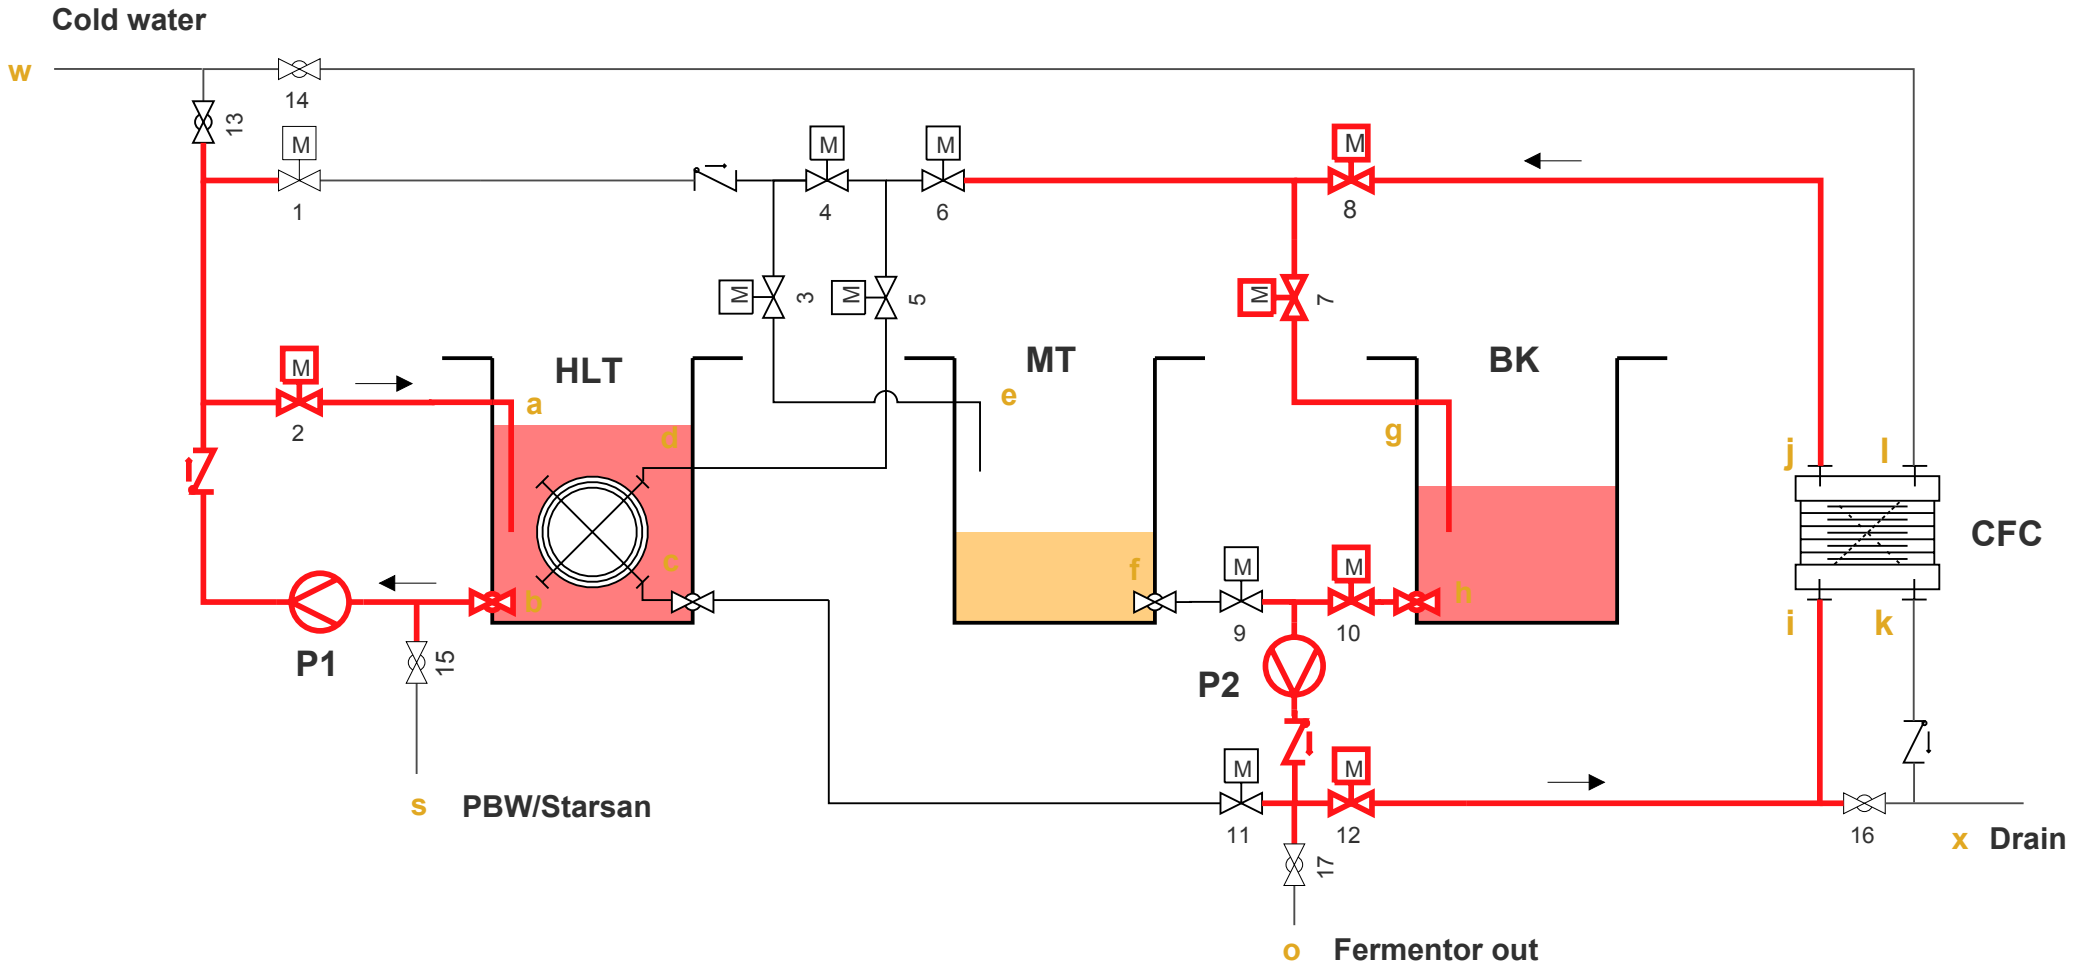 Cold water
w
14
13
M
M
M
M
1
4
6
8
M
3
M
5
M
7
M
HLT
MT
BK
a
e
2
d
g
j
l
c
f
M
M
CFC
b
h
9
10
i
k
P1
15
P2
M
M
s
PBW/Starsan
11
12
16
17
x
Drain
o
Fermentor out